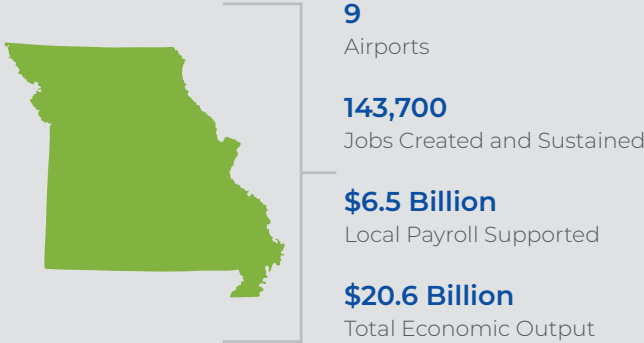 9
Airports
143,700
Jobs Created and Sustained
$6.5 Billion
Local Payroll Supported
$20.6 Billion
Total Economic Output